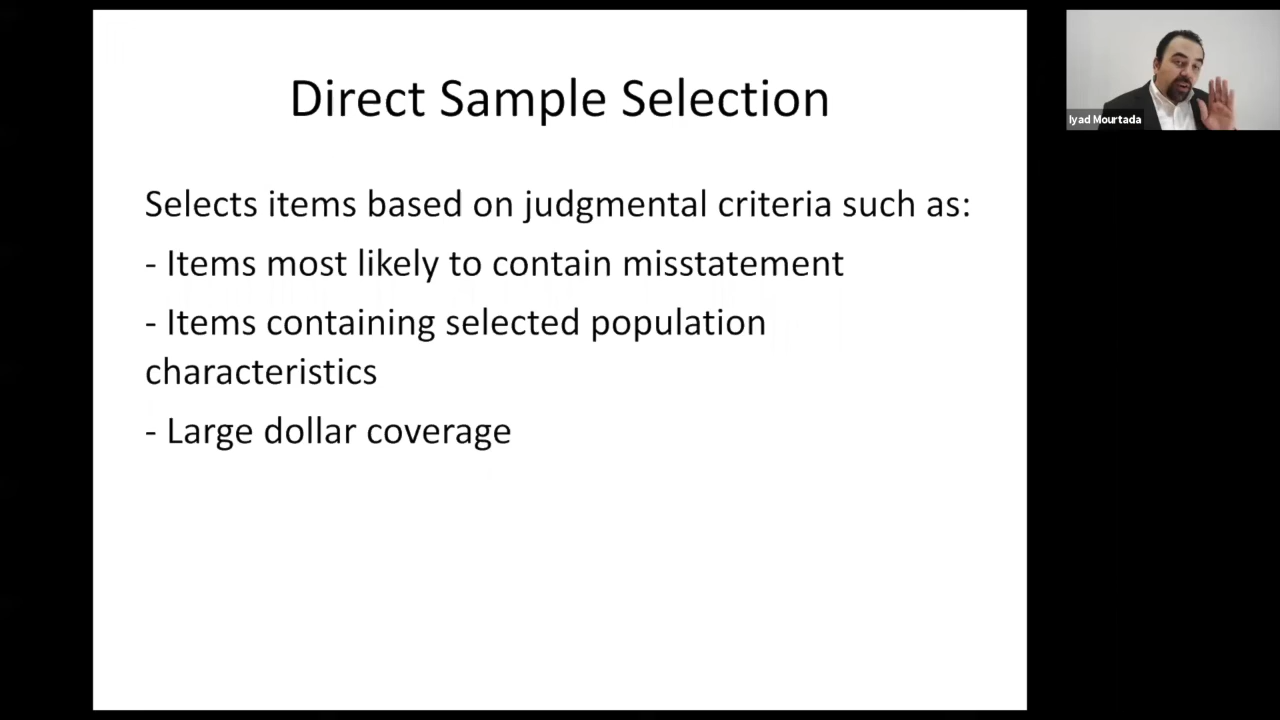 Direct Sample Selection
Selects items based on judgmental criteria such as:
- Items most likely to contain misstatement
- Items containing selected population
characteristics
- Large dollar coverage
Iyad Mourtada